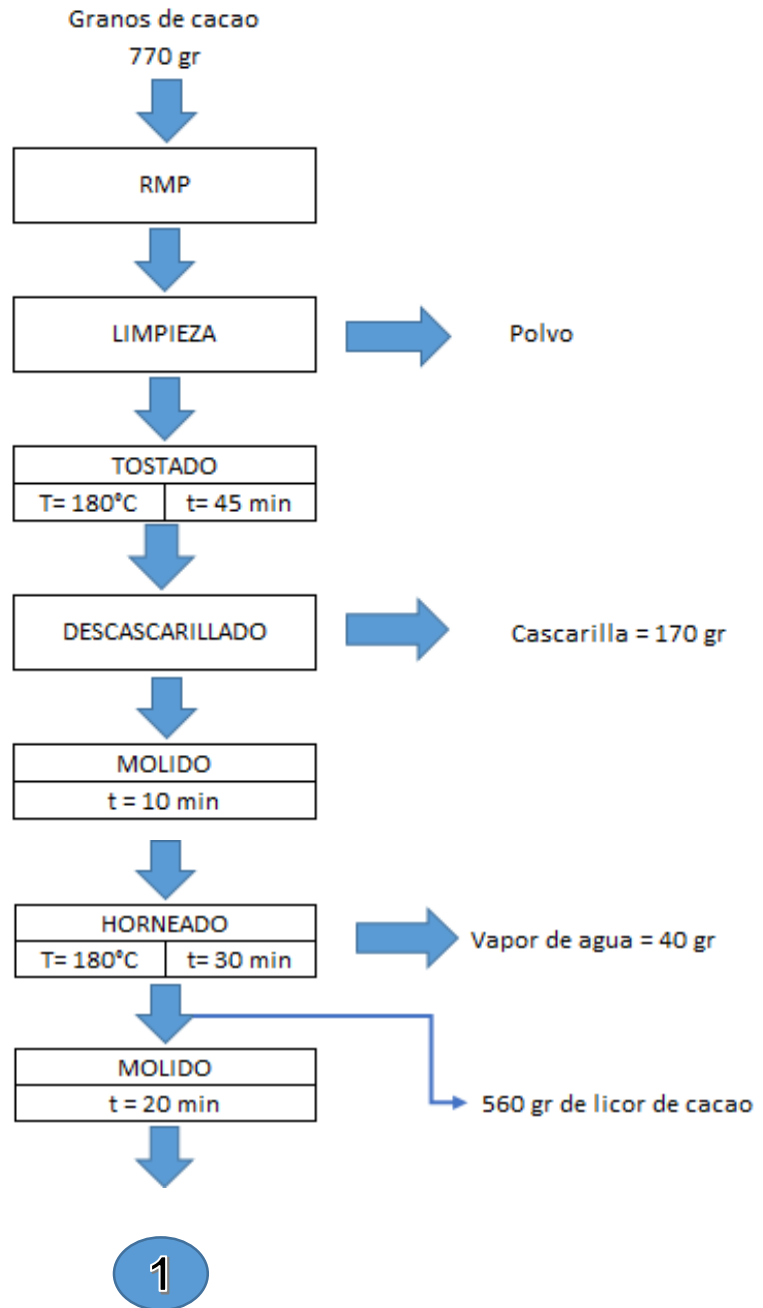 Granos de cacao
770 gr
RMP
LIMPIEZA
Polvo
TOSTADO
T= 180°C t= 45 min
DESCASCARILLADO
Cascarilla = 170 gr
MOLIDO
t = 10 min
HORNEADO
T= 180°C t= 30 min
Vapor de agua = 40 gr
MOLIDO
t = 20 min
560 gr de licor de cacao
1